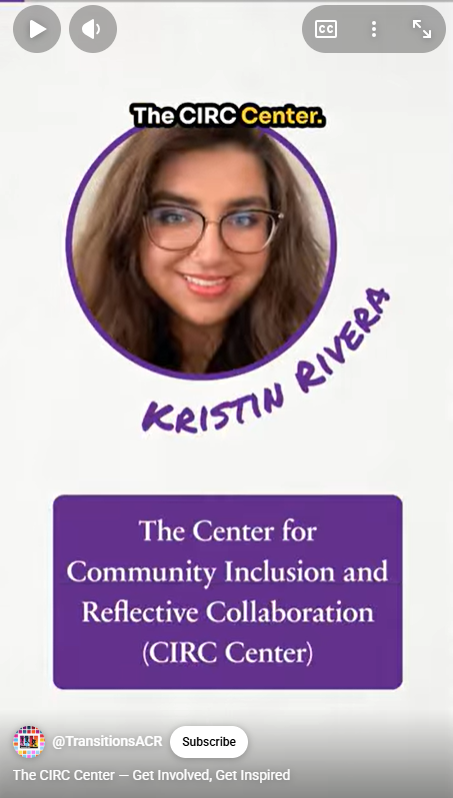 CC
The CIRC Center.
KRISTIN RIVERA
The Center for
Community Inclusion and
Reflective Collaboration
(CIRC Center)
@TransitionsACR
Subscribe
The CIRC Center — Get Involved, Get Inspired